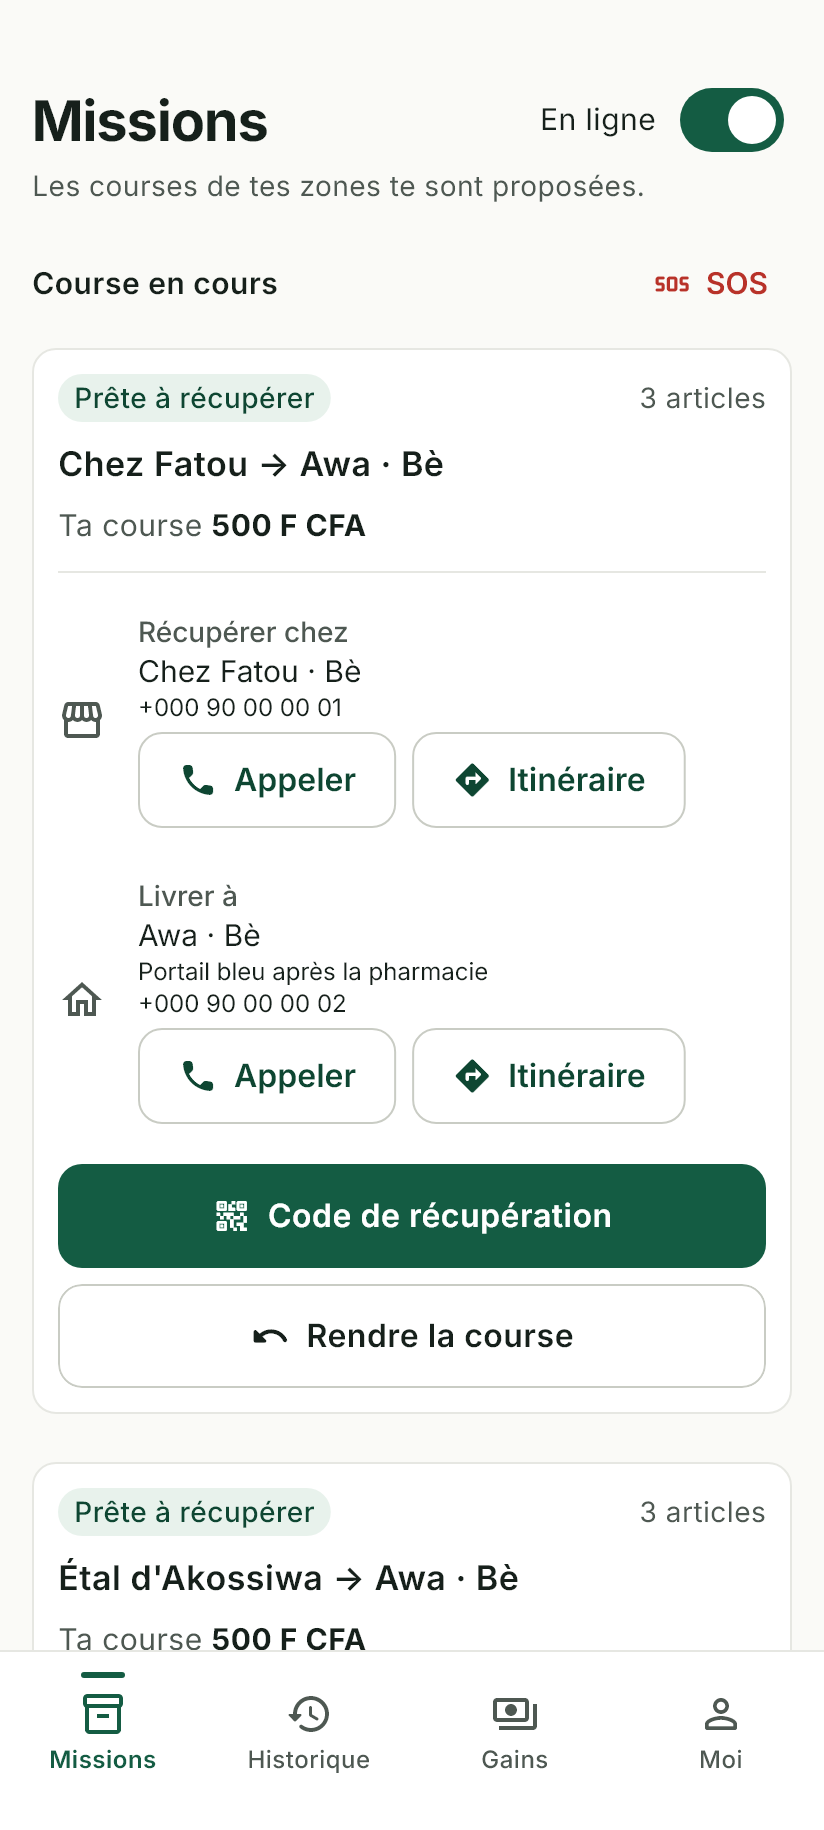 Missions
En ligne
Les courses de tes zones te sont proposées.
Course en cours
SOS SOS
Prête à récupérer
3 articles
Chez Fatou → Awa · Bè
Ta course 500 F CFA
Récupérer chez
Chez Fatou · Bè
+000 90 00 00 01
Appeler
Itinéraire
Livrer à
Awa · Bè
Portail bleu après la pharmacie
+000 90 00 00 02
Appeler
Itinéraire
Code de récupération
Rendre la course
Prête à récupérer
3 articles
Étal d'Akossiwa → Awa · Bè
Ta course 500 F CFA
Missions
Historique
Gains
Moi